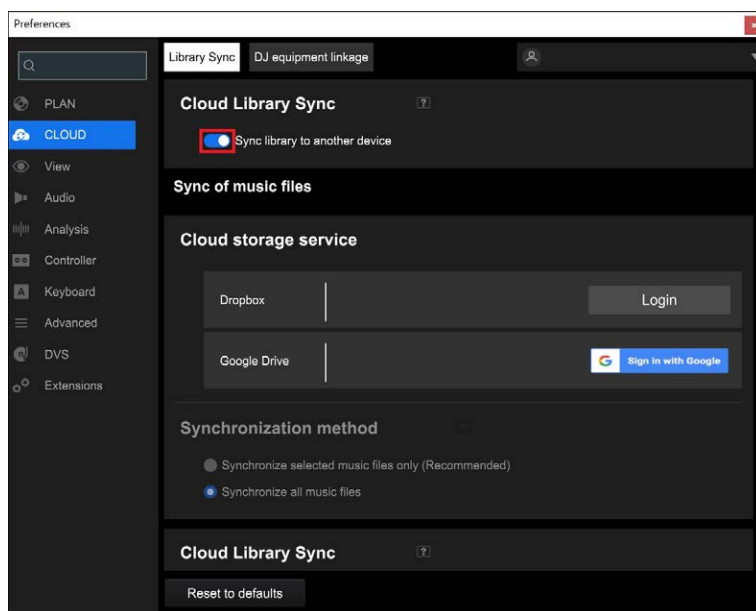 Preferences
PLAN
CLOUD
View
Audio
Analysis
Controller
A Keyboard
Advanced
DVS
Extensions
Library Sync DJ equipment linkage
Cloud Library Sync ?
Sync library to another device
Sync of music files
Cloud storage service
Dropbox Login
Google Drive G Sign in with Google
Synchronization method
Synchronize selected music files only (Recommended)
Synchronize all music files
Cloud Library Sync ?
Reset to defaults